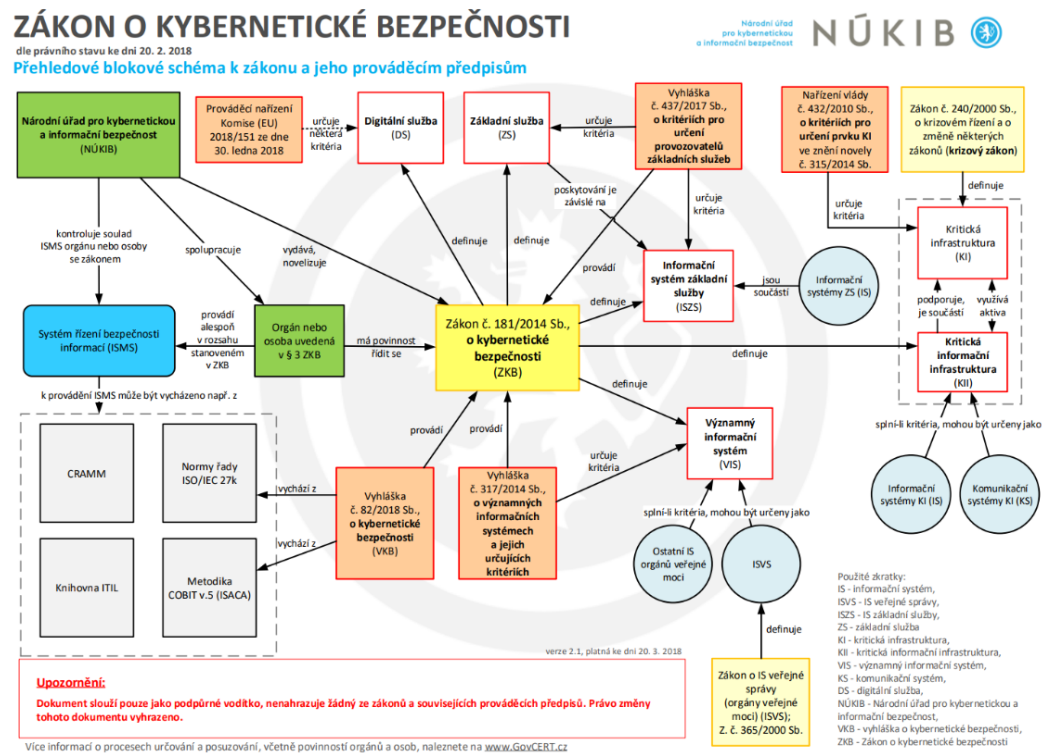 ZÁKON O KYBERNETICKÉ BEZPEČNOSTI
dle právního stavu ke dni 20. 2. 2018
Přehledové blokové schéma k zákonu a jeho prováděcím předpisům
Národní úřad
pro kybernetickou
a informační bezpečnost
NÚKIB
Národní úřad pro kybernetickou
a informační bezpečnost
(NÚKIB)
Prováděcí nařízení
Komise (EU)
2018/151 ze dne
30. ledna 2018
určuje
některá
kritéria
Digitální služba
(DS)
Základní služba
(ZS)
určuje
kritéria
Vyhláška
č. 437/2017 Sb.,
o kritériích pro
určení
provozovatelů
základních služeb
Nařízení vlády
č. 432/2010 Sb.,
o kritériích pro
určení prvku KI
ve znění novely
č. 315/2014 Sb.
Zákon č. 240/2000 Sb.,
o krizovém řízení a o
změně některých
zákonů (krizový zákon)
kontroluje soulad
ISMS orgánu nebo osoby
se zákonem
spolupracuje
vydává,
novelizuje
definuje
definuje
poskytování je
závislé na
provádí
určuje
kritéria
určuje
kritéria
definuje
Kritická
infrastruktura
(KI)
Informační
systém základní
služby
(ISZS)
jsou
součástí
Informační
systémy ZS (IS)
podporuje,
je součástí
využívá
aktiva
Systém řízení bezpečnosti
informací (ISMS)
provádí
alespoň
v rozsahu
stanoveném
v ZKB
Orgán nebo
osoba uvedená
v § 3 ZKB
má povinnost
řídit se
Zákon č. 181/2014 Sb.,
o kybernetické
bezpečnosti
(ZKB)
definuje
definuje
Kritická
informační
infrastruktura
(KII)
k provádění ISMS může být vycházeno např. z
definuje
splní-li kritéria, mohou být určeny jako
CRAMM
Normy řady
ISO/IEC 27k
Knihovna ITIL
Metodika
COBIT v.5 (ISACA)
vychází z
vychází z
provádí
provádí
Vyhláška
č. 82/2018 Sb.,
o kybernetické
bezpečnosti
(VKB)
Vyhláška
č. 317/2014 Sb.,
o významných
informačních
systémech
a jejich
určujících
kritériích
určuje
kritéria
Významný
informační
systém
(VIS)
Informační
systémy KI (IS)
Komunikační
systémy KI (KS)
splní-li kritéria, mohou být určeny jako
Ostatní IS
orgánů veřejné
moci
ISVS
definuje
Zákon o IS veřejné
správy
(orgány veřejné
moci) (ISVS);
Z. č. 365/2000 Sb.
Použité zkratky:
IS - informační systém,
ISVS - IS veřejné správy,
ISZS - IS základní služby,
ZS - základní služba
KI - kritická infrastruktura,
KII - kritická informační infrastruktura,
VIS - významný informační systém,
KS - komunikační systém,
DS - digitální služba,
NÚKIB - Národní úřad pro kybernetickou a
informační bezpečnost,
VKB - vyhláška o kybernetické bezpečnosti,
ZKB - Zákon o kybernetické bezpečnosti
verze 2.1, platná ke dni 20. 3. 2018
Upozornění:
Dokument slouží pouze jako podpůrné vodítko, nenahrazuje žádný ze zákonů a souvisejících prováděcích předpisů. Právo změny
tohoto dokumentu vyhrazeno.
Více informací o procesech určování a posuzování, včetně povinností orgánů a osob, naleznete na www.GovCERT.cz